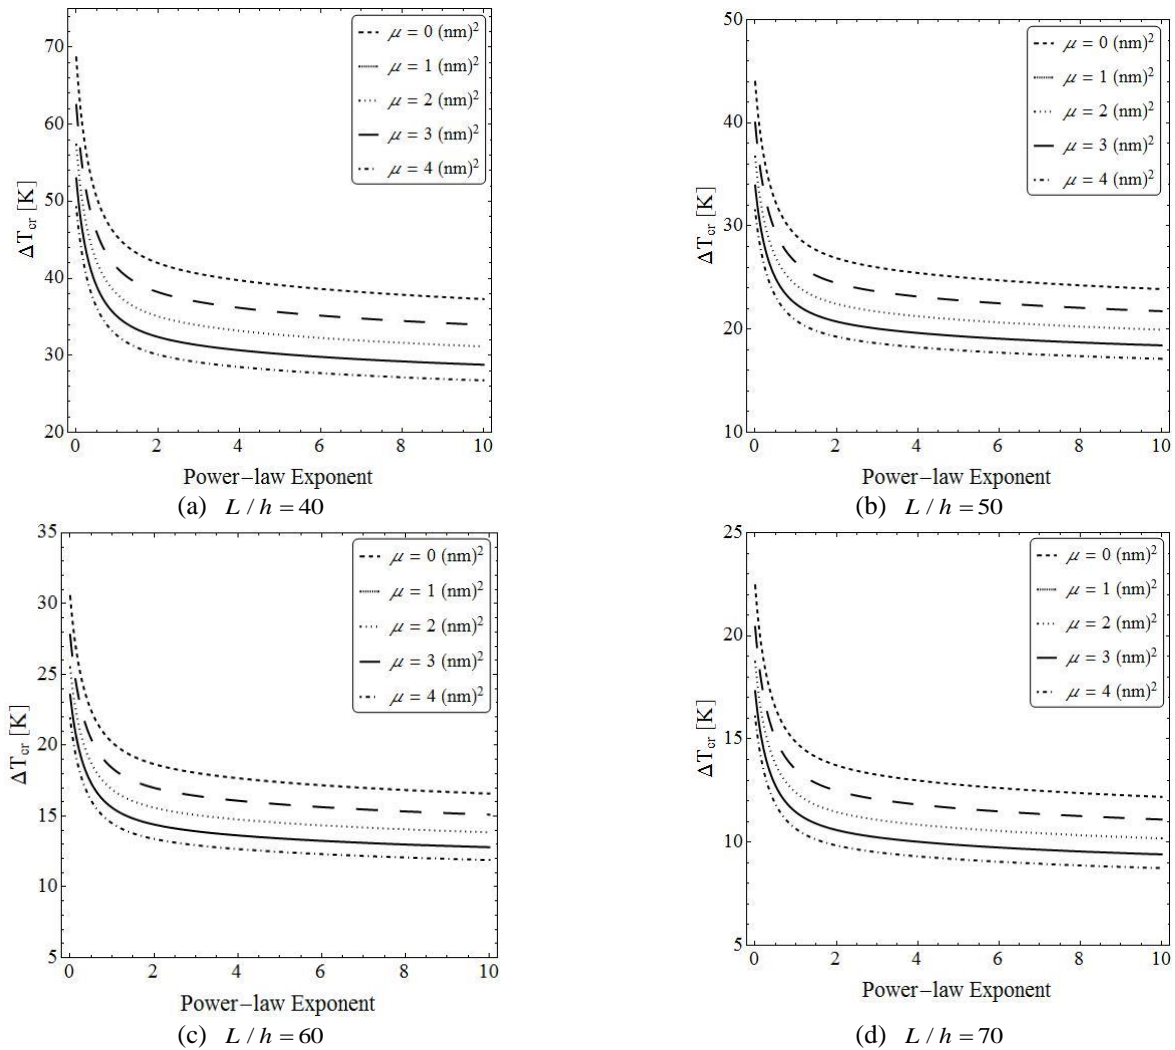 70
60
50
40
30
20
ΔT_cr [K]
μ = 0 (nm)²
μ = 1 (nm)²
μ = 2 (nm)²
μ = 3 (nm)²
μ = 4 (nm)²
0 2 4 6 8 10
Power-law Exponent
(a) L / h = 40
50
40
30
20
10
ΔT_cr [K]
μ = 0 (nm)²
μ = 1 (nm)²
μ = 2 (nm)²
μ = 3 (nm)²
μ = 4 (nm)²
0 2 4 6 8 10
Power-law Exponent
(b) L / h = 50
35
30
25
20
15
10
5
ΔT_cr [K]
μ = 0 (nm)²
μ = 1 (nm)²
μ = 2 (nm)²
μ = 3 (nm)²
μ = 4 (nm)²
0 2 4 6 8 10
Power-law Exponent
(c) L / h = 60
25
20
15
10
5
ΔT_cr [K]
μ = 0 (nm)²
μ = 1 (nm)²
μ = 2 (nm)²
μ = 3 (nm)²
μ = 4 (nm)²
0 2 4 6 8 10
Power-law Exponent
(d) L / h = 70